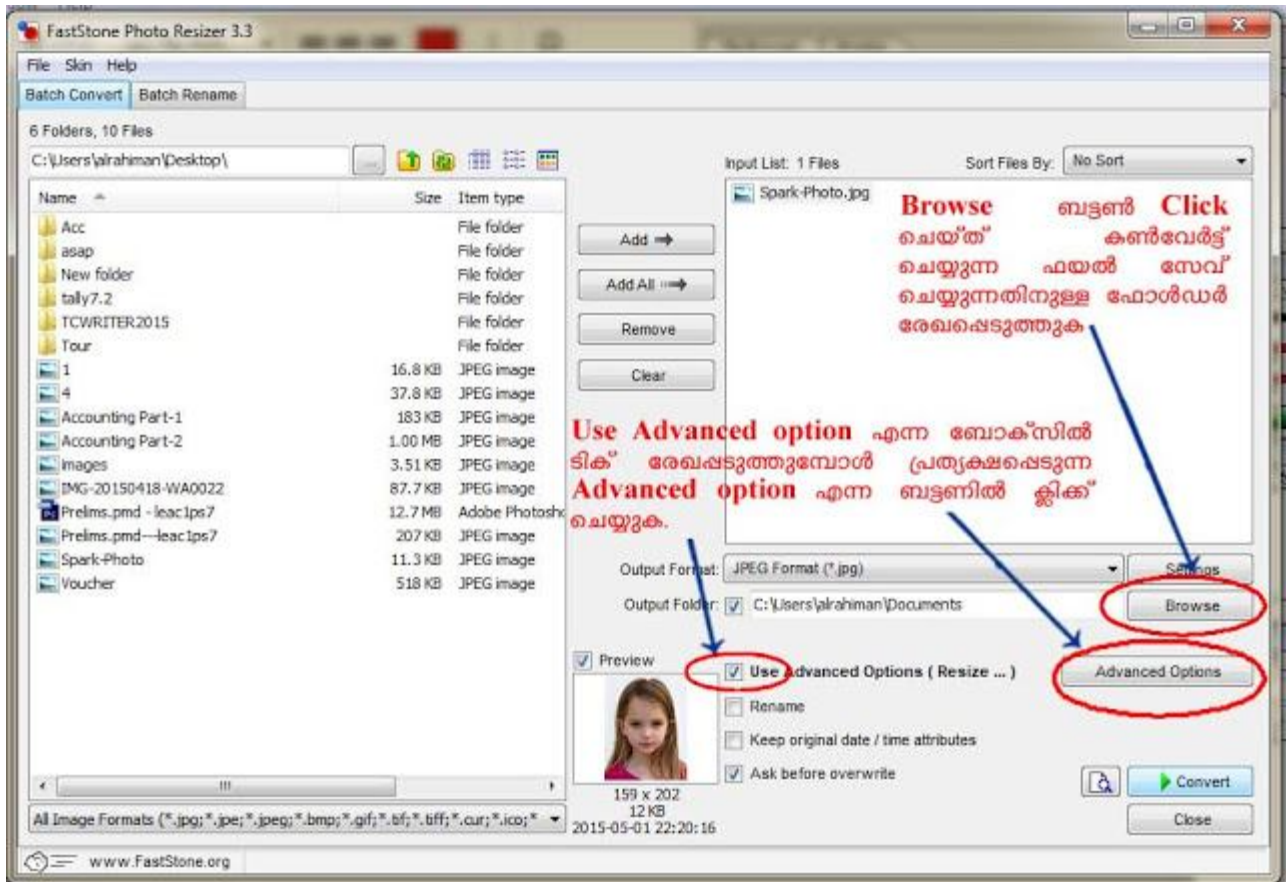 FastStone Photo Resizer 3.3
File Skin Help
Batch Convert Batch Rename
6 Folders, 10 Files
C:\Users\alrahiman\Desktop\ ...
Name Size Item type
Acc File folder
asap File folder
New folder File folder
tally7.2 File folder
TCWRITER2015 File folder
Tour File folder
1 16.8 KB JPEG image
4 37.8 KB JPEG image
Accounting Part-1 183 KB JPEG image
Accounting Part-2 1.00 MB JPEG image
images 3.51 KB JPEG image
IMG-20150418-WA0022 87.7 KB JPEG image
Prelims.pmd - leac1ps7 12.7 MB Adobe Photosho
Prelims.pmd---leac1ps7 207 KB JPEG image
Spark-Photo 11.3 KB JPEG image
Voucher 518 KB JPEG image
All Image Formats (*.jpg;*.jpe;*.jpeg;*.bmp;*.gif;*.tif;*.tiff;*.cur;*.ico;*
www.FastStone.org
Add
Add All
Remove
Clear
Input List: 1 Files Sort Files By: No Sort
Spark-Photo.jpg
Browse ബട്ടൺ Click
ചെയ്ത് കൺവേർട്ട്
ചെയ്യുന്ന ഫയൽ സേവ്
ചെയ്യുന്നതിനുള്ള ഫോൾഡർ
രേഖപ്പെടുത്തുക
Use Advanced option എന്ന ബോക്സിൽ
ടിക് രേഖപ്പടുത്തുമ്പോൾ പ്രത്യക്ഷപ്പെടുന്ന
Advanced option എന്ന ബട്ടണിൽ ക്ലിക്ക്
ചെയ്യുക.
Output Format: JPEG Format (*.jpg) Settings
Output Folder: C:\Users\alrahiman\Documents Browse
Preview
Use Advanced Options ( Resize ... ) Advanced Options
Rename
Keep original date / time attributes
Ask before overwrite
159 x 202
12 KB
2015-05-01 22:20:16
Convert
Close